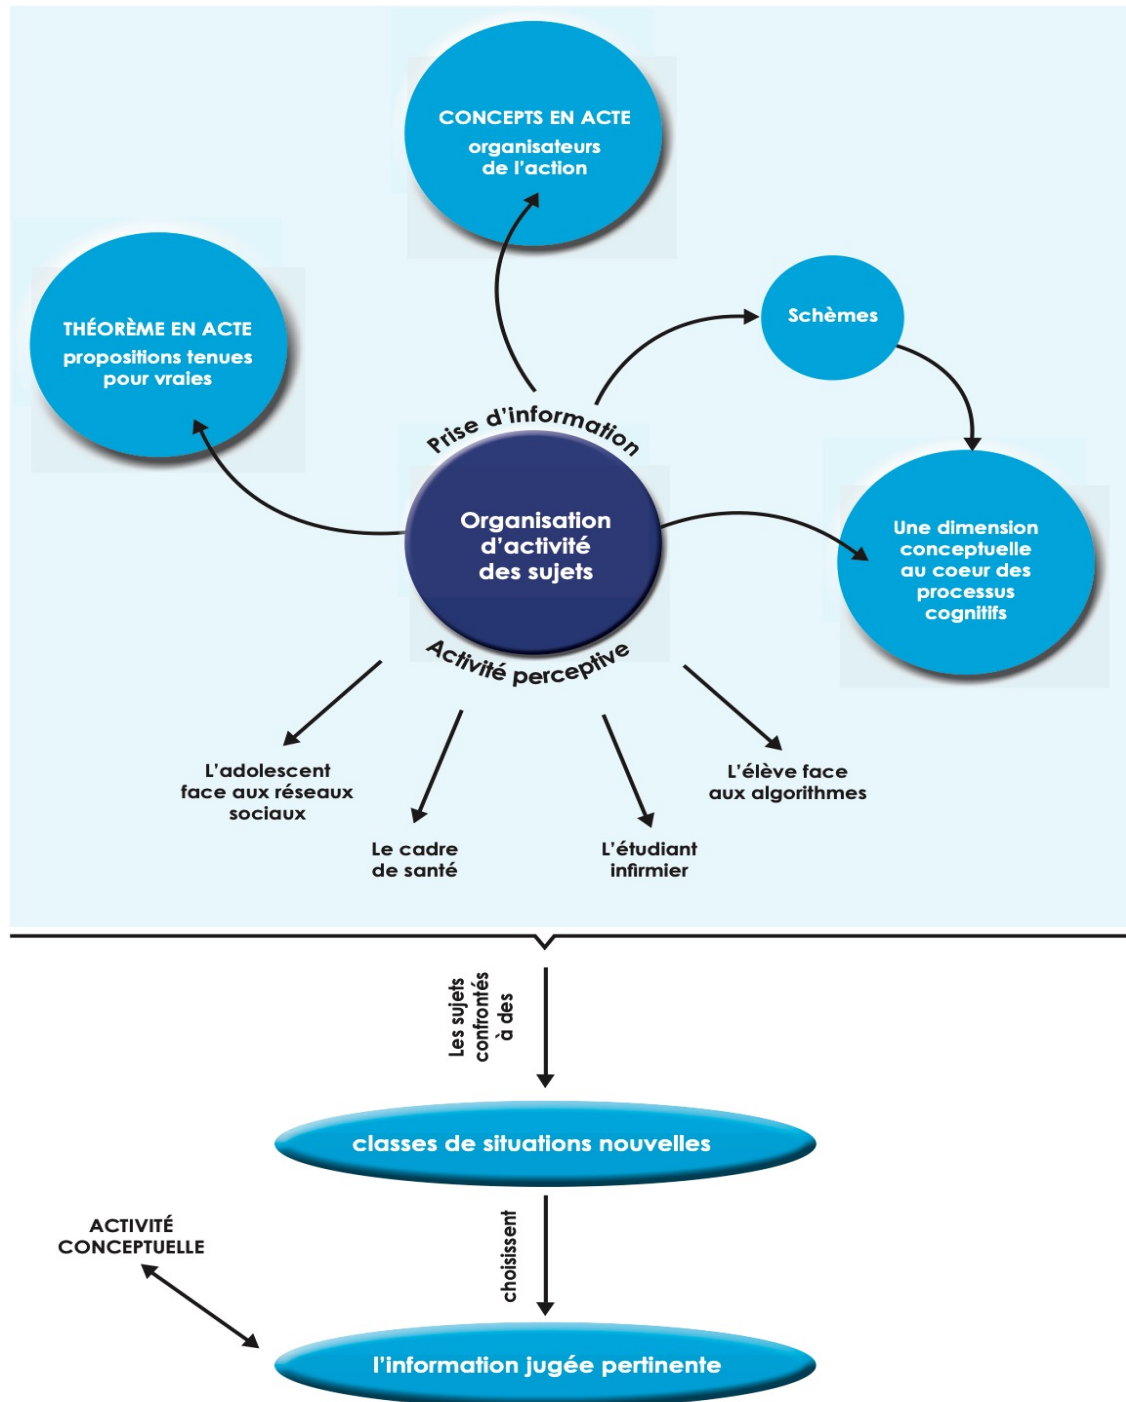 CONCEPTS EN ACTE
organisateurs
de l'action
Schèmes
THÉORÈME EN ACTE
propositions tenues
pour vraies
Prise d'information
Organisation
d'activité
des sujets
Activité perceptive
Une dimension
conceptuelle
au coeur des
processus
cognitifs
L'adolescent
face aux réseaux
sociaux
Le cadre
de santé
L'étudiant
infirmier
L'élève face
aux algorithmes
Les sujets
confrontés
à des
classes de situations nouvelles
choisissent
ACTIVITÉ
CONCEPTUELLE
l'information jugée pertinente